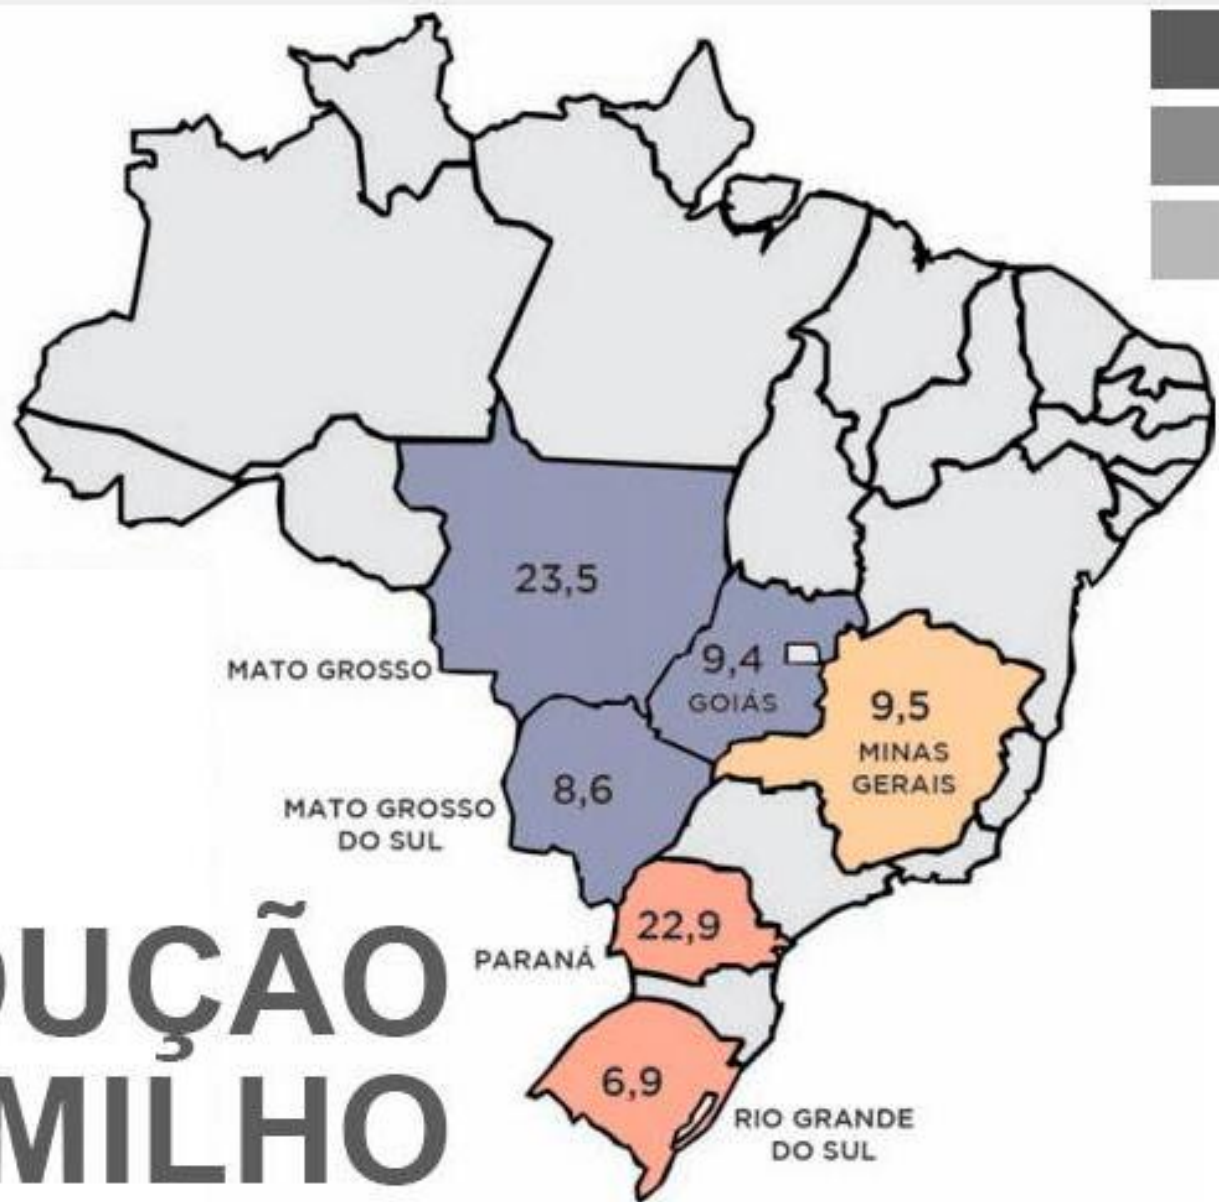 23,5
MATO GROSSO
9,4
GOIÁS
9,5
MINAS
GERAIS
8,6
MATO GROSSO
DO SUL
22,9
PARANÁ
DUÇÃO
MILHO
6,9
RIO GRANDE
DO SUL